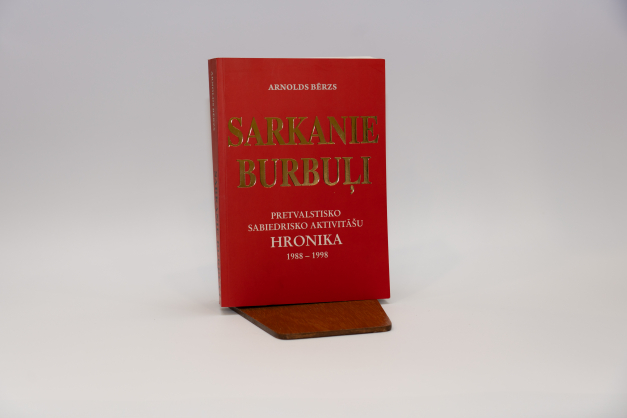 ARNOLDS BĒRZS
SARKANIE
BURBUĻI
PRETVALSTISKO
SABIEDRISKO AKTIVITĀŠU
HRONIKA
1988 – 1998